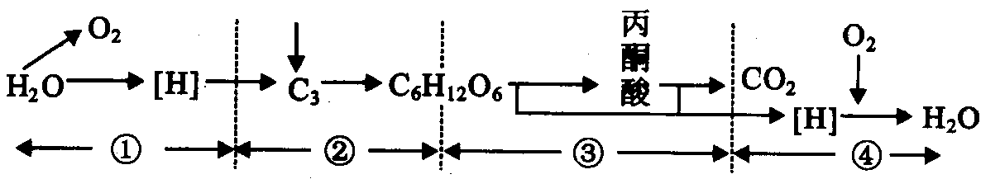 O₂
H₂O [H] C₃ C₆H₁₂O₆ 丙酮酸 CO₂ O₂
[H] H₂O
① ② ③ ④